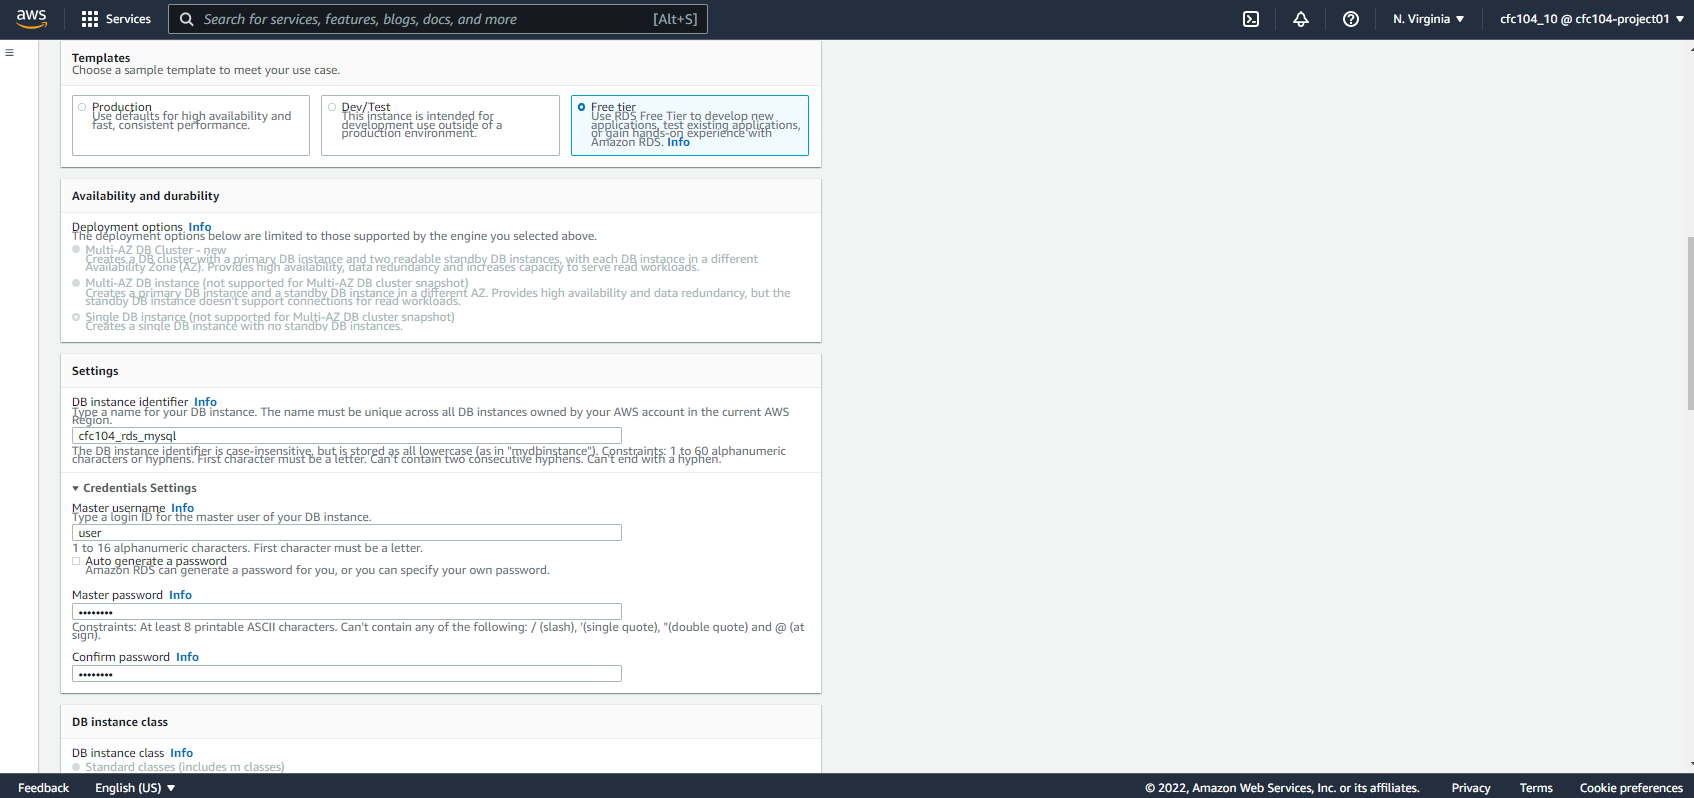 aws
Services
Search for services, features, blogs, docs, and more
[Alt+S]
N. Virginia ▼
cfc104_10 @ cfc104-project01 ▼
Templates
Choose a sample template to meet your use case.
Production
Use defaults for high availability and
fast, consistent performance.
Dev/Test
This instance is intended for
development use outside of a
production environment.
Free tier
Use RDS Free Tier to develop new
applications, test existing applications,
or gain hands-on experience with
Amazon RDS. Info
Availability and durability
Deployment options Info
The deployment options below are limited to those supported by the engine you selected above.
Multi-AZ DB Cluster - new
Creates a DB cluster with a primary DB instance and two readable standby DB instances, with each DB instance in a different
Availability Zone (AZ). Provides high availability, data redundancy and increases capacity to serve read workloads.
Multi-AZ DB instance (not supported for Multi-AZ DB cluster snapshot)
Creates a primary DB instance and a standby DB instance in a different AZ. Provides high availability and data redundancy, but the
standby DB instance doesn't support connections for read workloads.
Single DB instance (not supported for Multi-AZ DB cluster snapshot)
Creates a single DB instance with no standby DB instances.
Settings
DB instance identifier Info
Type a name for your DB instance. The name must be unique across all DB instances owned by your AWS account in the current AWS
Region.
cfc104_rds_mysql
The DB instance identifier is case-insensitive, but is stored as all lowercase (as in "mydbinstance"). Constraints: 1 to 60 alphanumeric
characters or hyphens. First character must be a letter. Can't contain two consecutive hyphens. Can't end with a hyphen.
▼ Credentials Settings
Master username Info
Type a login ID for the master user of your DB instance.
user
1 to 16 alphanumeric characters. First character must be a letter.
Auto generate a password
Amazon RDS can generate a password for you, or you can specify your own password.
Master password Info
••••••••
Constraints: At least 8 printable ASCII characters. Can't contain any of the following: / (slash), '(single quote), "(double quote) and @ (at
sign).
Confirm password Info
••••••••
DB instance class
DB instance class Info
Standard classes (includes m classes)
Feedback
English (US) ▼
© 2022, Amazon Web Services, Inc. or its affiliates.
Privacy
Terms
Cookie preferences